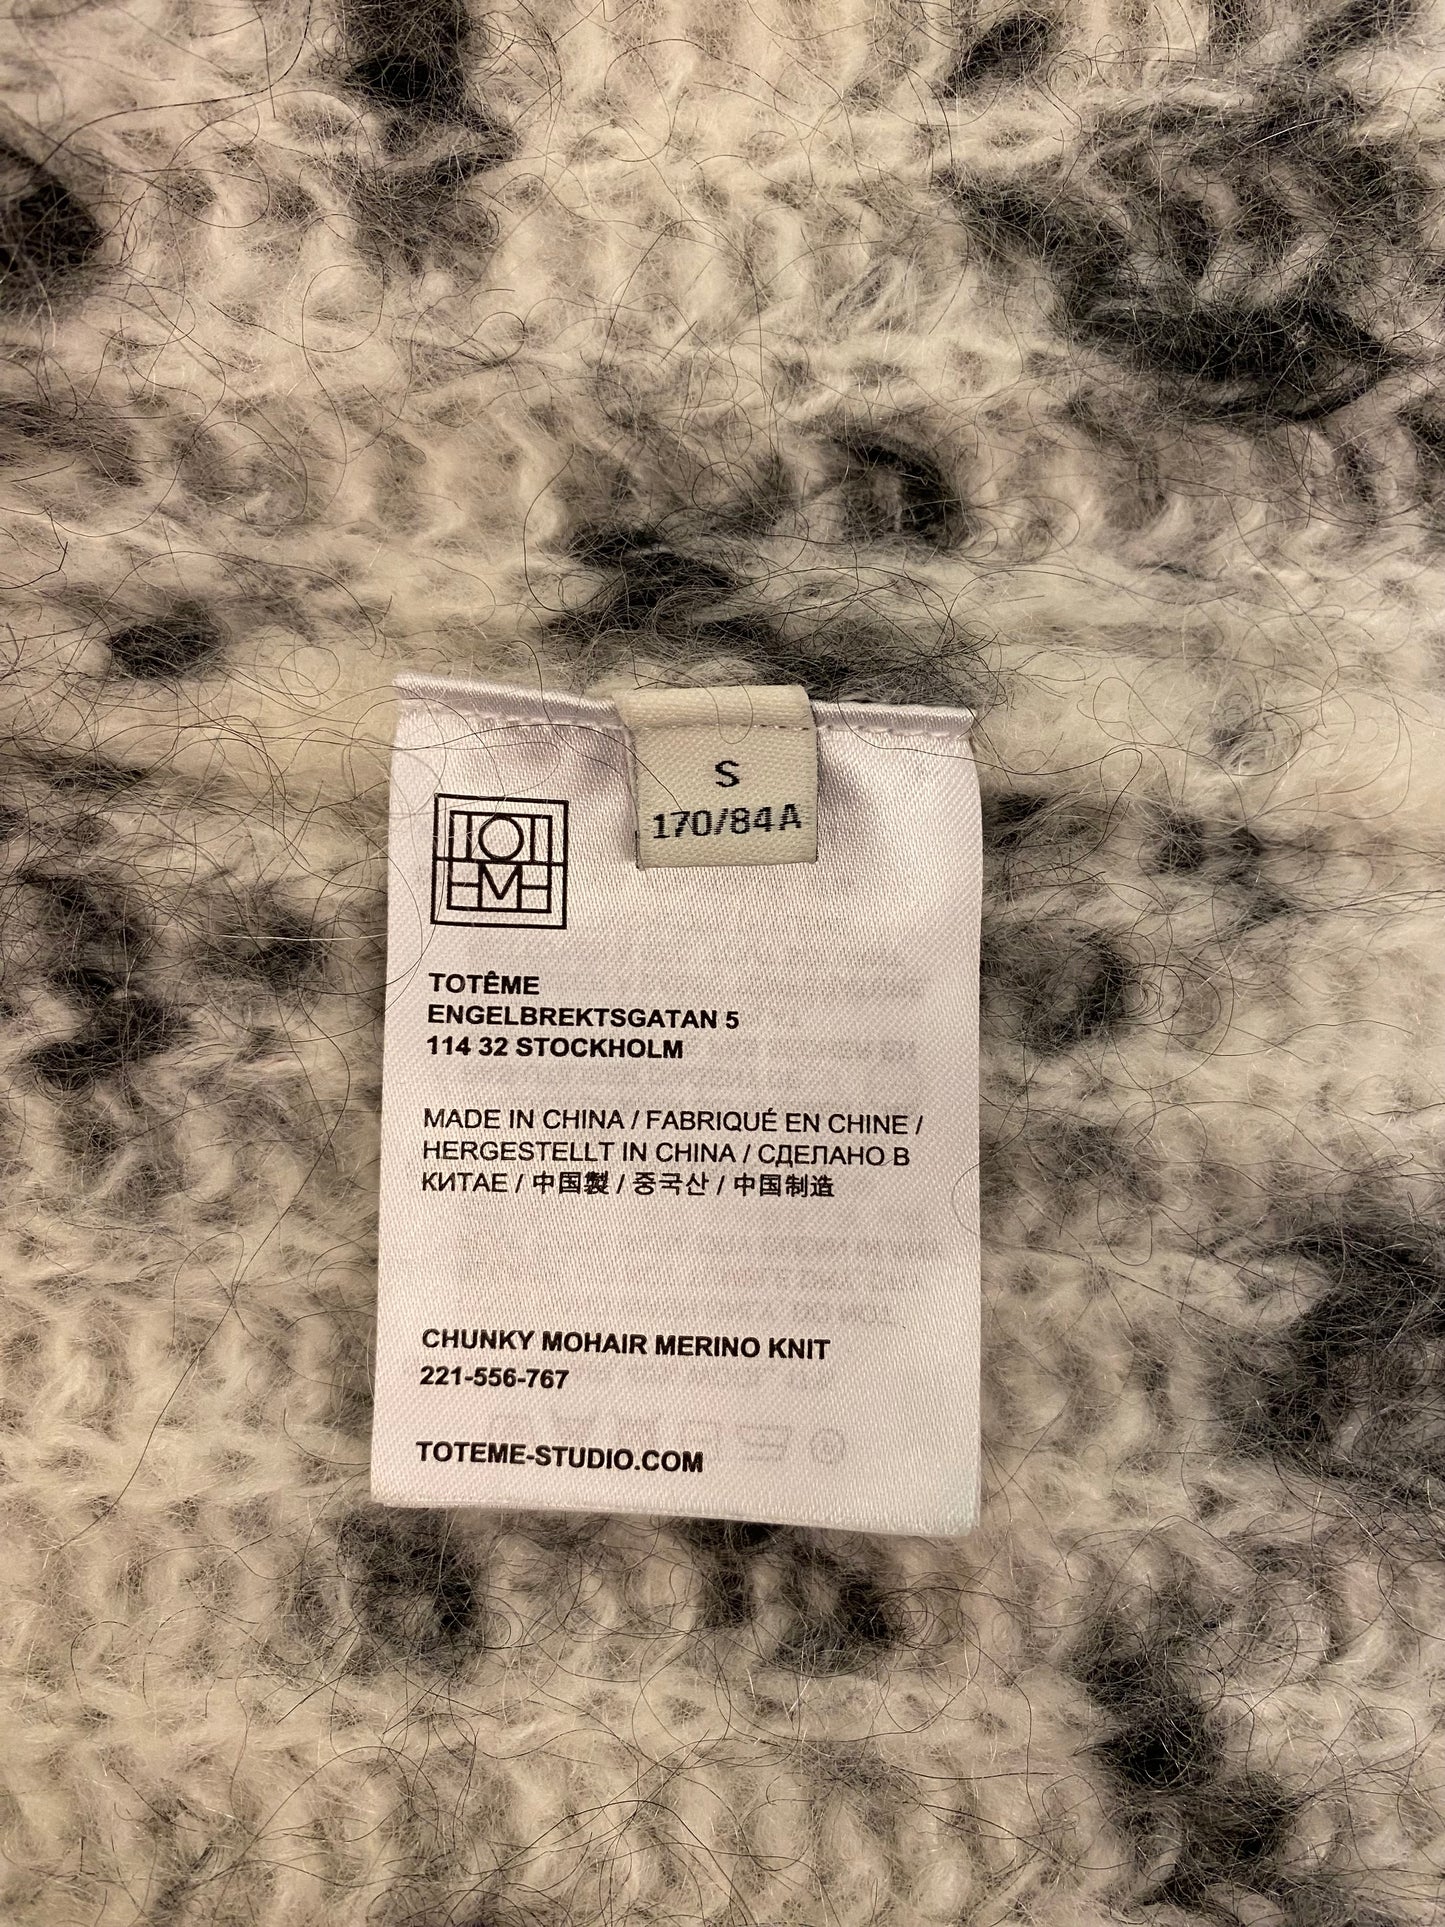 S
170/84A
TOTEME
TOTÊME
ENGELBREKTSGATAN 5
114 32 STOCKHOLM
MADE IN CHINA / FABRIQUÉ EN CHINE /
HERGESTELLT IN CHINA / СДЕЛАНО В
КИТАЕ / 中国製 / 중국산 / 中国制造
CHUNKY MOHAIR MERINO KNIT
221-556-767
TOTEME-STUDIO.COM